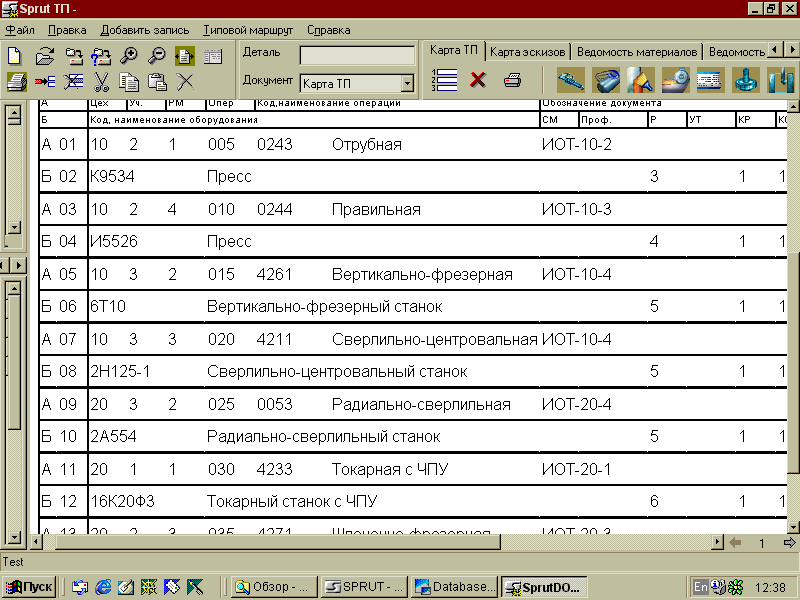 Sprut ТП -
Файл Правка Добавить запись Типовой маршрут Справка
Деталь
Документ Карта ТП
Карта ТП Карта эскизов Ведомость материалов Ведомость
А Цех Уч. РМ Опер Код,наименование операции Обозначение документа
Б Код, наименование оборудования СМ Проф. Р УТ КР
А 01 10 2 1 005 0243 Отрубная ИОТ-10-2
Б 02 К9534 Пресс 3 1 1
А 03 10 2 4 010 0244 Правильная ИОТ-10-3
Б 04 И5526 Пресс 4 1 1
А 05 10 3 2 015 4261 Вертикально-фрезерная ИОТ-10-4
Б 06 6Т10 Вертикально-фрезерный станок 5 1 1
А 07 10 3 3 020 4211 Сверлильно-центровальная ИОТ-10-4
Б 08 2Н125-1 Сверлильно-центровальный станок 5 1 1
А 09 20 3 2 025 0053 Радиально-сверлильная ИОТ-20-4
Б 10 2А554 Радиально-сверлильный станок 5 1 1
А 11 20 1 1 030 4233 Токарная с ЧПУ ИОТ-20-1
Б 12 16К20Ф3 Токарный станок с ЧПУ 6 1 1
А 13 20 2 3 035 4271 Шпоночно-фрезерная ИОТ-20-3
1
Test
Пуск Обзор - ... SPRUT - ... Database... SprutDO... En 12:38